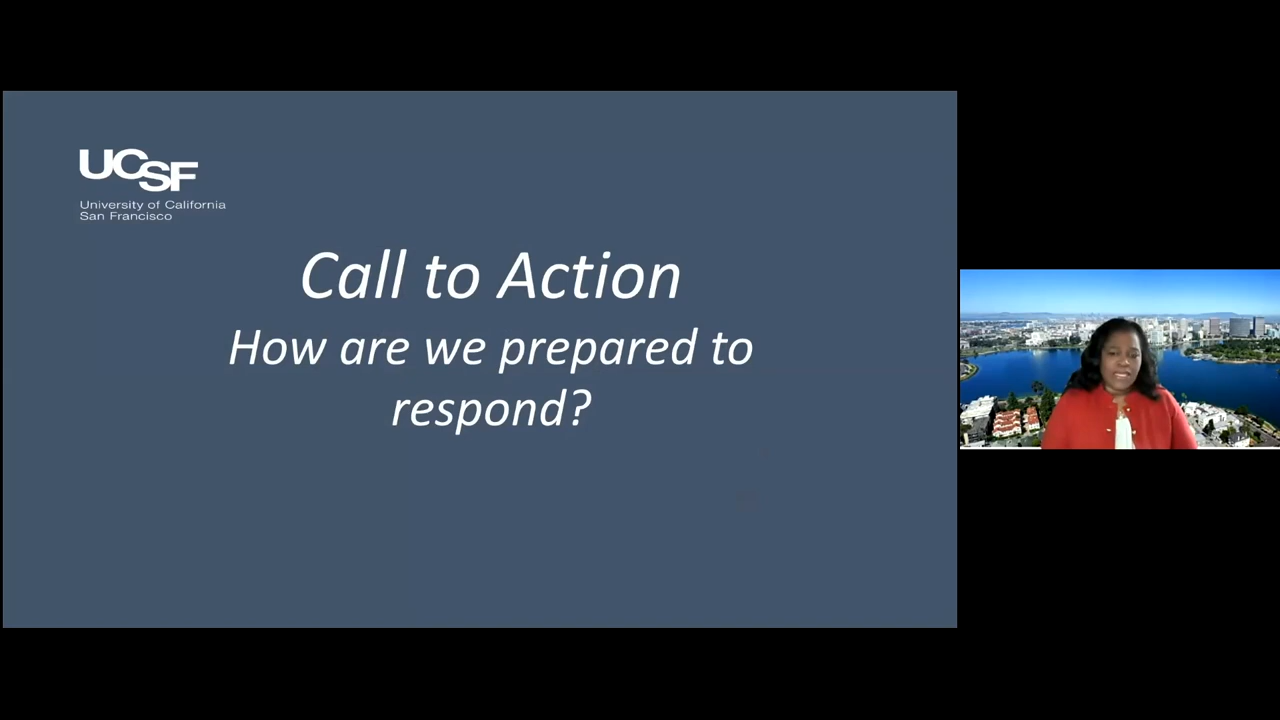 UCSF
University of California
San Francisco
Call to Action
How are we prepared to
respond?